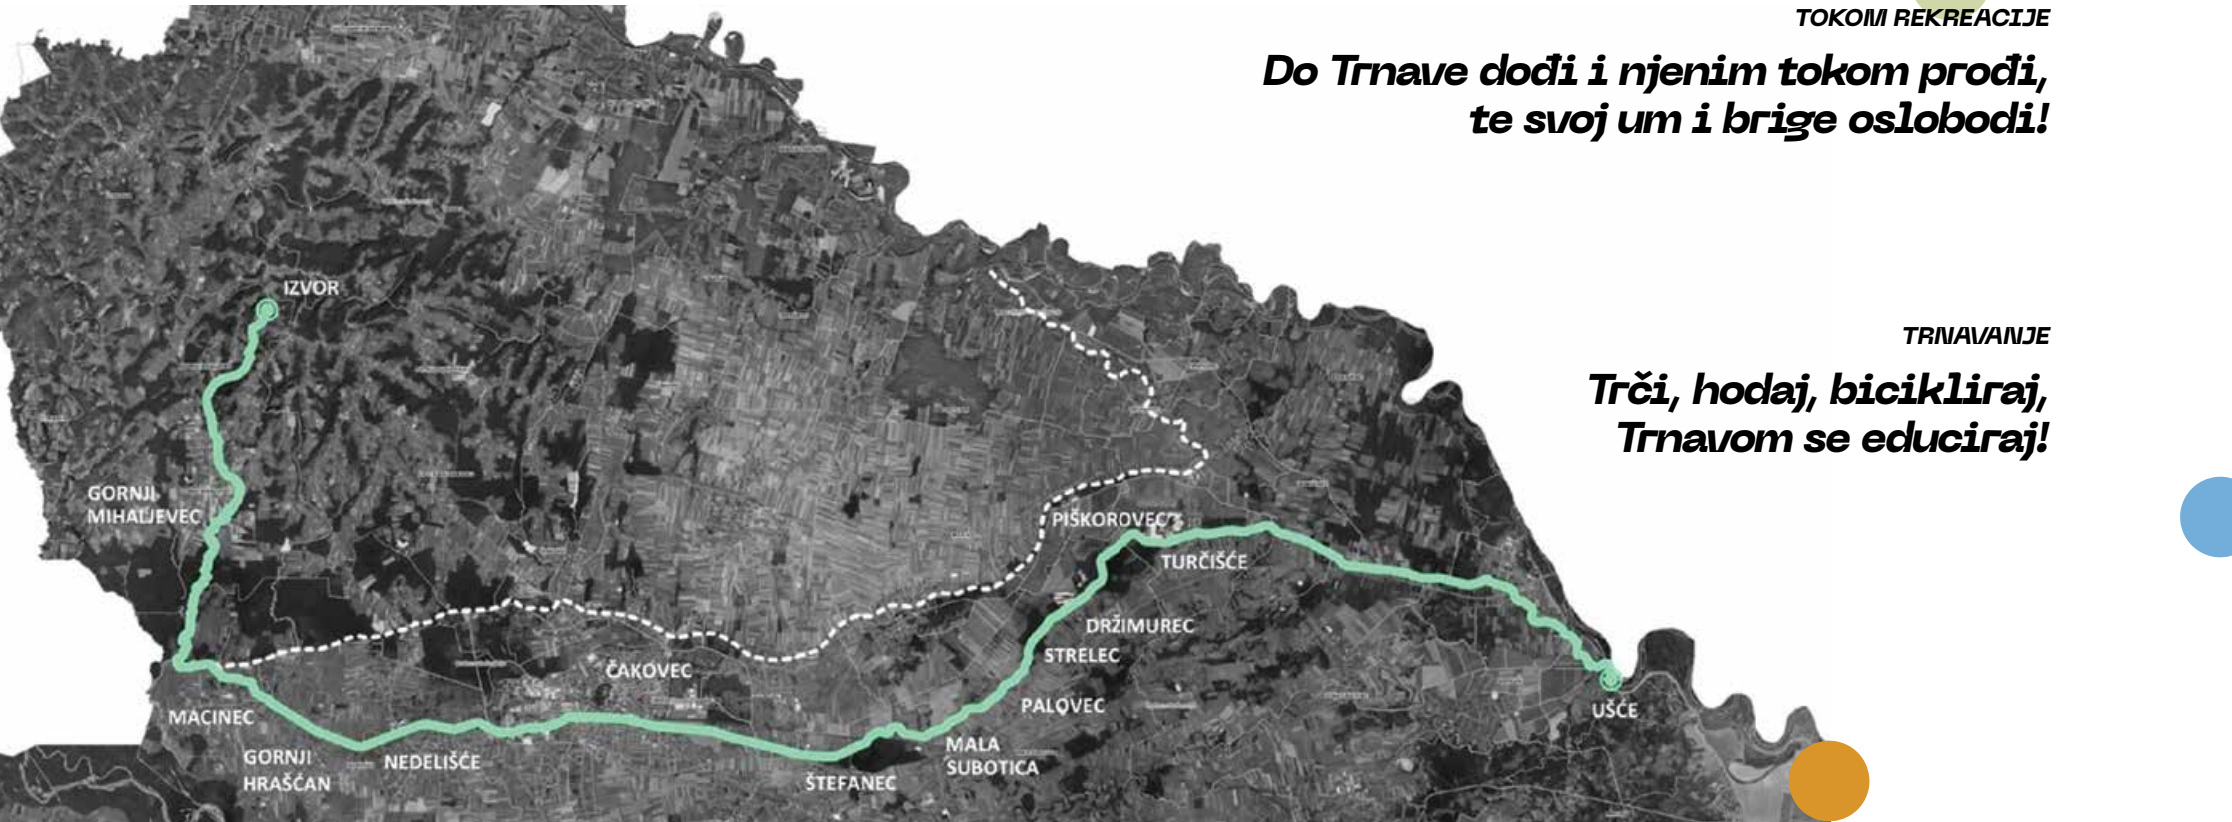 TOKOM REKREACIJE
Do Trnave dođi i njenim tokom prođi,
te svoj um i brige oslobodi!
TRNAVANJE
Trči, hodaj, bicikliraj,
Trnavom se educiraj!
IZVOR
GORNJI
MIHALJEVEC
MACINEC
GORNJI
HRAŠĆAN
NEDELIŠĆE
ČAKOVEC
ŠTEFANEC
MALA
SUBOTICA
PALOVEC
STRELEC
DRŽIMUREC
PIŠKOROVEC
TURČIŠĆE
UŠĆE